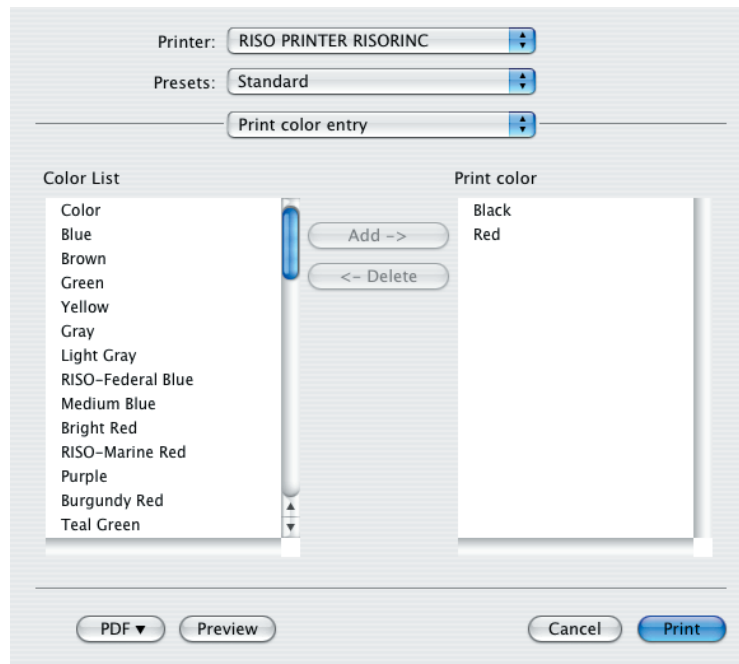 Printer: RISO PRINTER RISORINC
Presets: Standard
Print color entry
Color List
Color
Blue
Brown
Green
Yellow
Gray
Light Gray
RISO-Federal Blue
Medium Blue
Bright Red
RISO-Marine Red
Purple
Burgundy Red
Teal Green
Add ->
<- Delete
Print color
Black
Red
PDF▼ Preview Cancel Print